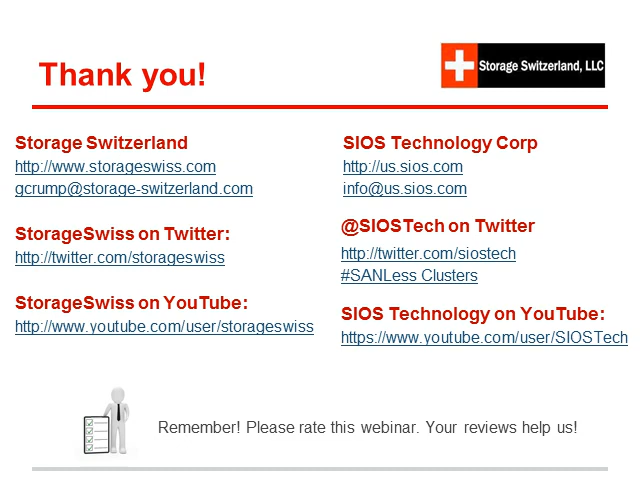 Thank you!
Storage Switzerland, LLC
Storage Switzerland
http://www.storageswiss.com
gcrump@storage-switzerland.com
StorageSwiss on Twitter:
http://twitter.com/storageswiss
StorageSwiss on YouTube:
http://www.youtube.com/user/storageswiss
SIOS Technology Corp
http://us.sios.com
info@us.sios.com
@SIOSTech on Twitter
http://twitter.com/siostech
#SANLess Clusters
SIOS Technology on YouTube:
https://www.youtube.com/user/SIOSTech
Remember! Please rate this webinar. Your reviews help us!